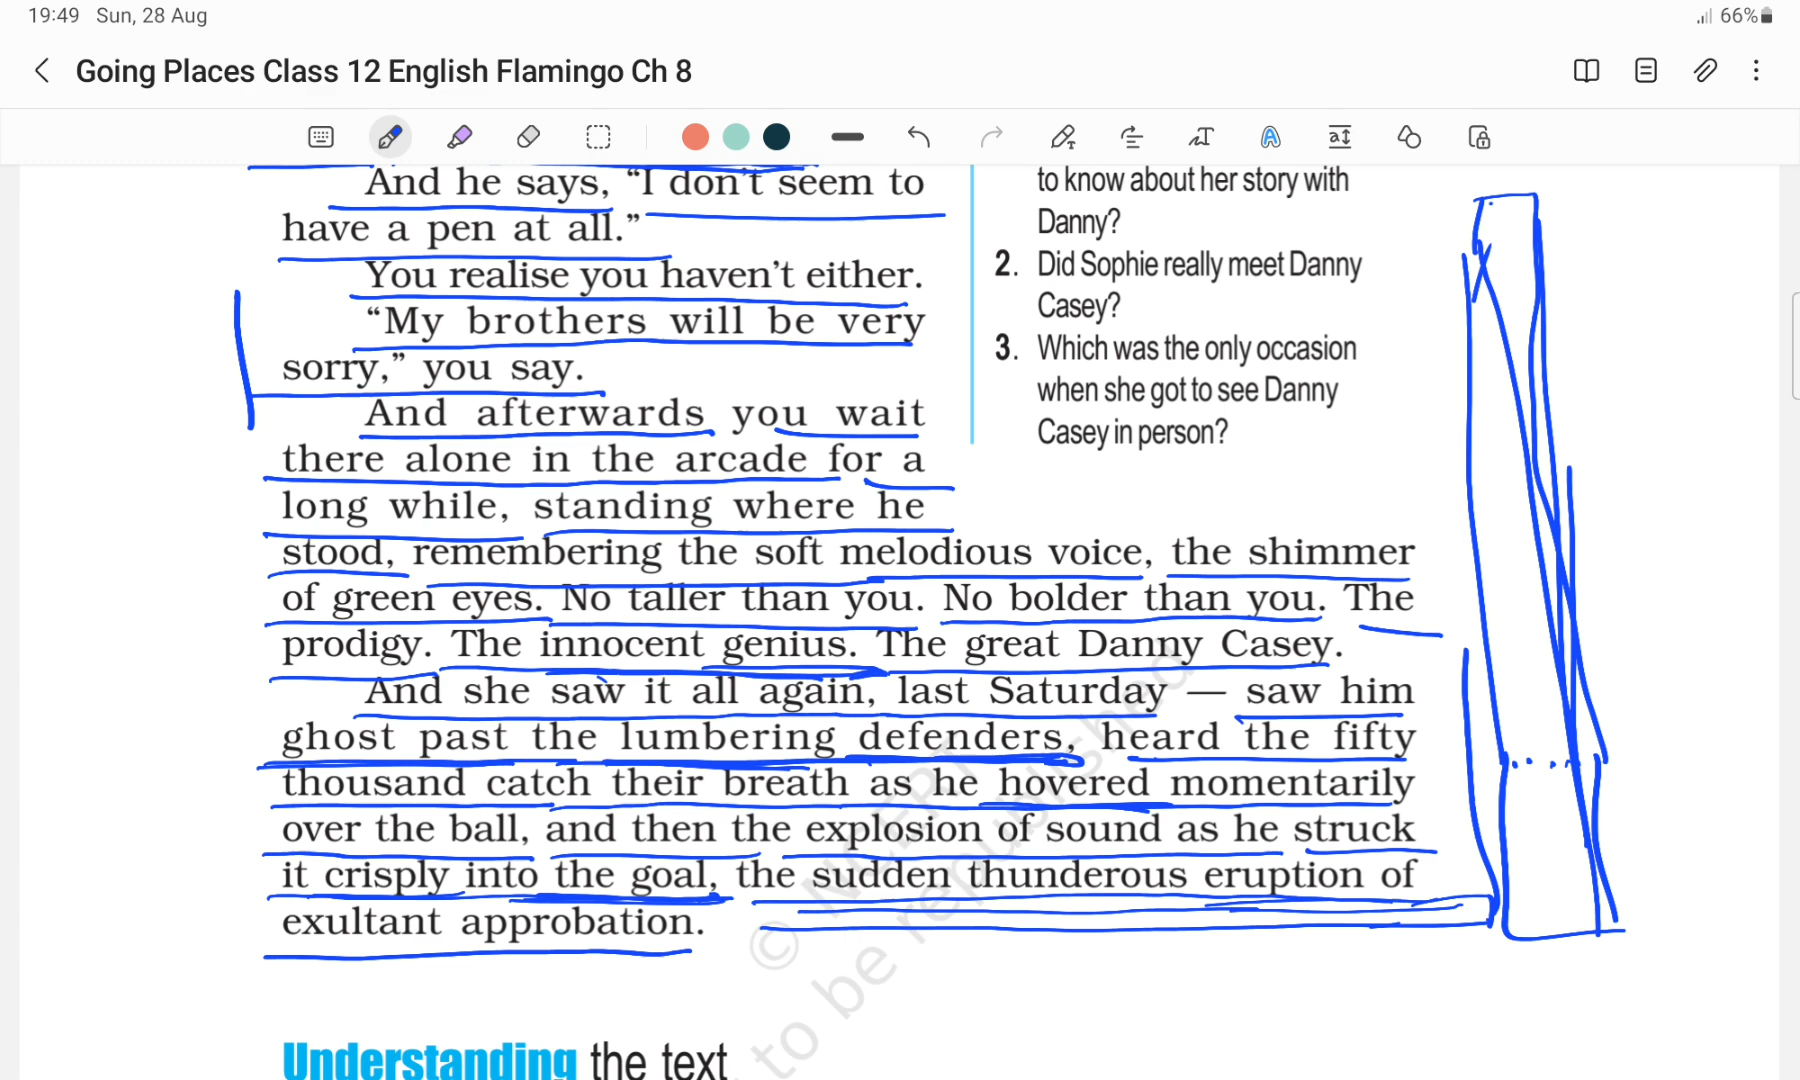 19:49 Sun, 28 Aug
66%
Going Places Class 12 English Flamingo Ch 8
And he says, “I don’t seem to
have a pen at all.”
You realise you haven’t either.
“My brothers will be very
sorry,” you say.
And afterwards you wait
there alone in the arcade for a
long while, standing where he
stood, remembering the soft melodious voice, the shimmer
of green eyes. No taller than you. No bolder than you. The
prodigy. The innocent genius. The great Danny Casey.
And she saw it all again, last Saturday — saw him
ghost past the lumbering defenders, heard the fifty
thousand catch their breath as he hovered momentarily
over the ball, and then the explosion of sound as he struck
it crisply into the goal, the sudden thunderous eruption of
exultant approbation.
to know about her story with
Danny?
2. Did Sophie really meet Danny
Casey?
3. Which was the only occasion
when she got to see Danny
Casey in person?
© NCERT
to be republished
Understanding the text